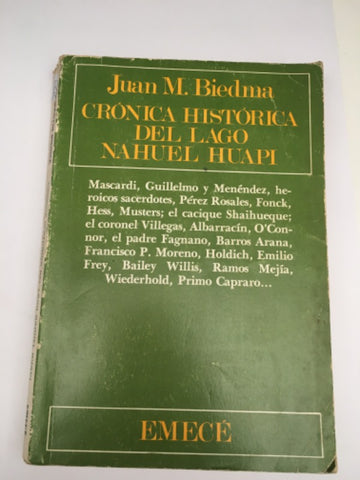 Juan M. Biedma
CRÓNICA HISTÓRICA
DEL LAGO
NAHUEL HUAPI
Mascardi, Guillelmo y Menéndez, he-
roicos sacerdotes, Pérez Rosales, Fonck,
Hess, Musters; el cacique Shaihueque;
el coronel Villegas, Albarracín, O'Con-
nor, el padre Fagnano, Barros Arana,
Francisco P. Moreno, Holdich, Emilio
Frey, Bailey Willis, Ramos Mejía,
Wiederhold, Primo Capraro...
EMECÉ